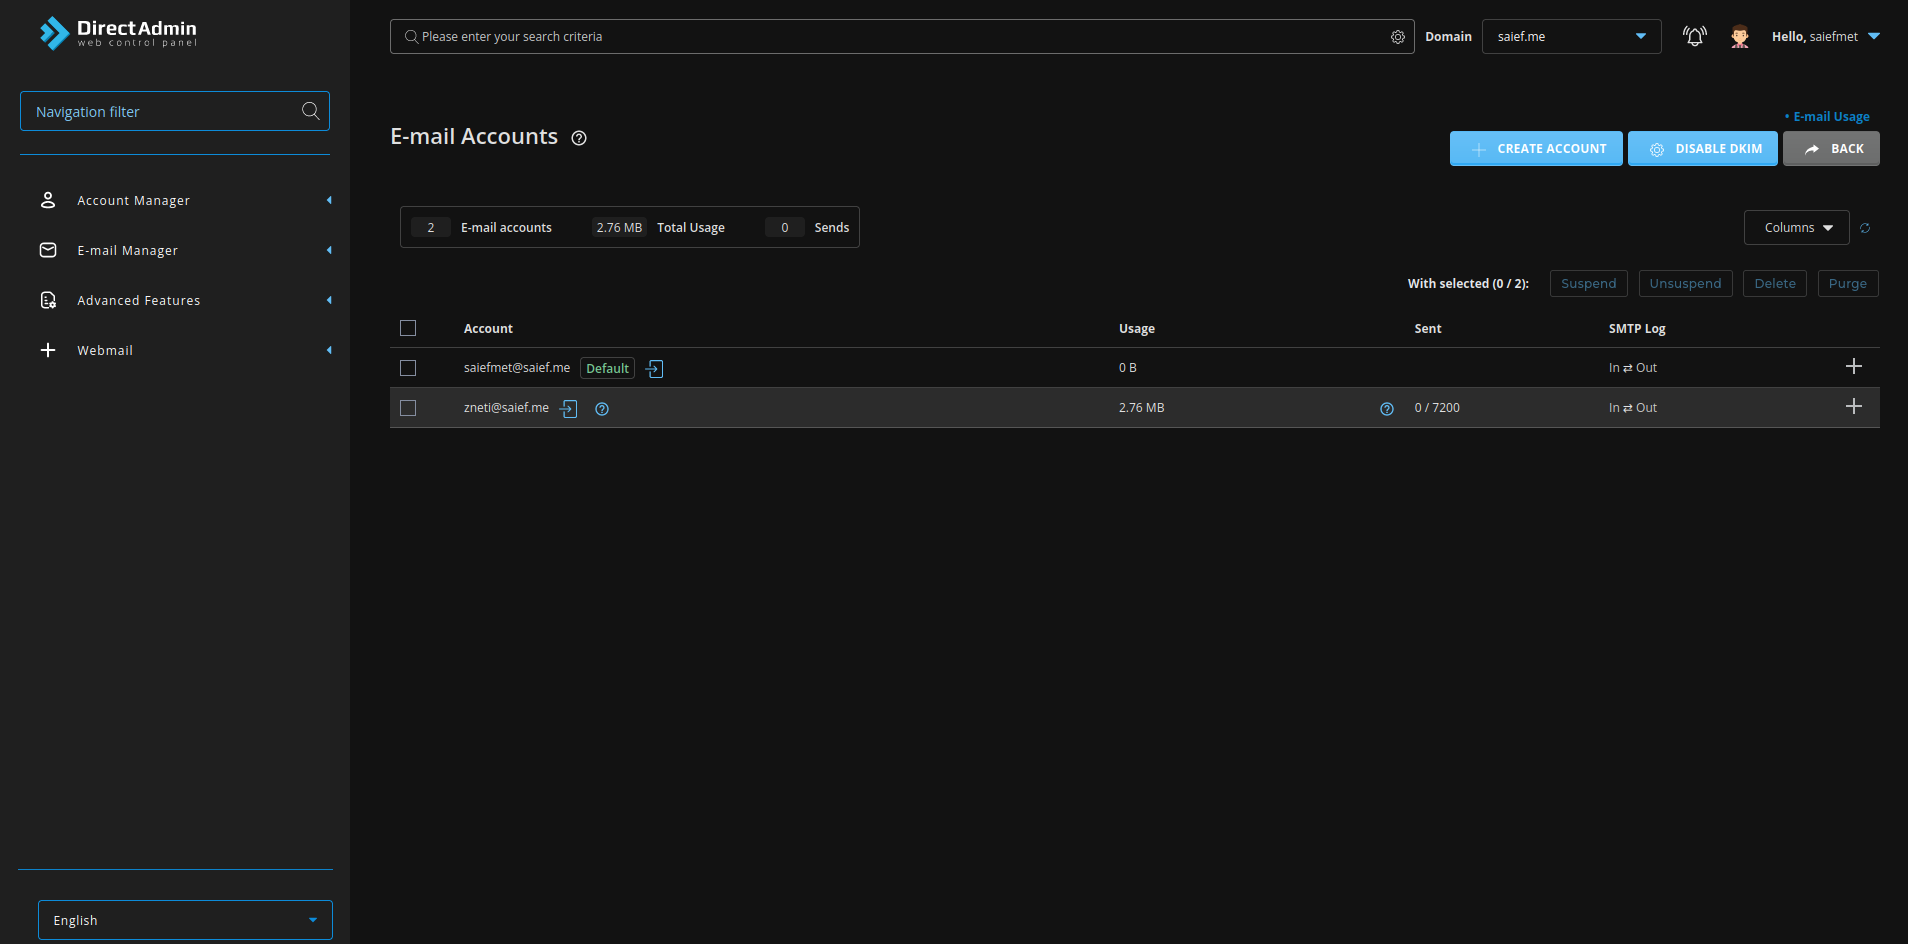 DirectAdmin
web control panel
Please enter your search criteria
Domain
saief.me
Hello, saiefmet
Navigation filter
Account Manager
E-mail Manager
Advanced Features
Webmail
English
E-mail Accounts ?
• E-mail Usage
CREATE ACCOUNT
DISABLE DKIM
BACK
2 E-mail accounts 2.76 MB Total Usage 0 Sends
Columns
With selected (0 / 2): Suspend Unsuspend Delete Purge
Account Usage Sent SMTP Log
saiefmet@saief.me Default 0 B In ⇄ Out
zneti@saief.me ? 2.76 MB ? 0 / 7200 In ⇄ Out